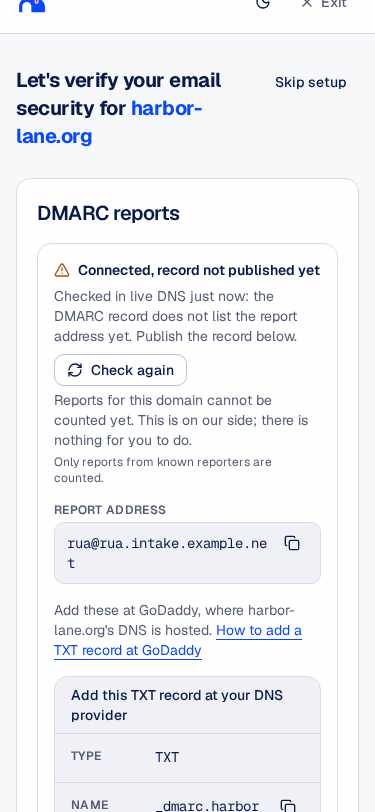 Exit
Let's verify your email
security for harbor-
lane.org
Skip setup
DMARC reports
Connected, record not published yet
Checked in live DNS just now: the
DMARC record does not list the report
address yet. Publish the record below.
Check again
Reports for this domain cannot be
counted yet. This is on our side; there is
nothing for you to do.
Only reports from known reporters are
counted.
REPORT ADDRESS
rua@rua.intake.example.ne
t
Add these at GoDaddy, where harbor-
lane.org's DNS is hosted. How to add a
TXT record at GoDaddy
Add this TXT record at your DNS
provider
TYPE
TXT
NAME
_dmarc.harbor